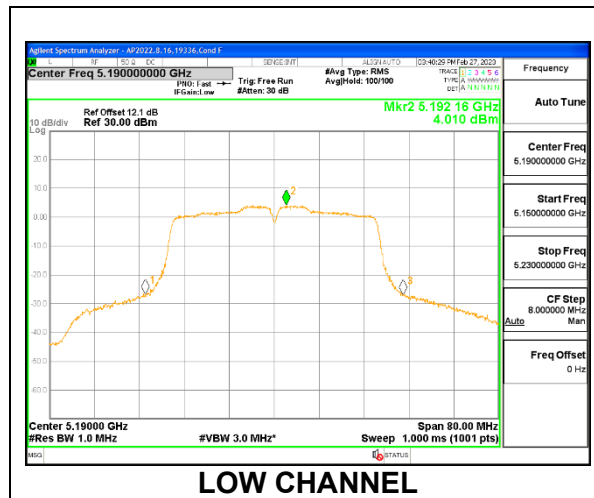 Agilent Spectrum Analyzer - AP2022.8.16,19336,Cond F
L RF 50 Ω DC SENSE:INT ALIGN AUTO 03:40:29 PM Feb 27, 2023
Center Freq 5.190000000 GHz #Avg Type: RMS TRACE 1 2 3 4 5 6 Frequency
PNO: Fast Trig: Free Run Avg|Hold: 100/100 TYPE A
IFGain:Low #Atten: 30 dB DET A N N N N N
Auto Tune
Mkr2 5.192 16 GHz
Ref Offset 12.1 dB
10 dB/div Ref 30.00 dBm 4.010 dBm
Log
20.0
10.0
0.00
-10.0
-20.0
-30.0
-40.0
-50.0
-60.0
1
2
3
Center Freq
5.190000000 GHz
Start Freq
5.150000000 GHz
Stop Freq
5.230000000 GHz
CF Step
8.000000 MHz
Auto Man
Freq Offset
0 Hz
Center 5.19000 GHz Span 80.00 MHz
#Res BW 1.0 MHz #VBW 3.0 MHz* Sweep 1.000 ms (1001 pts)
MSG STATUS
LOW CHANNEL